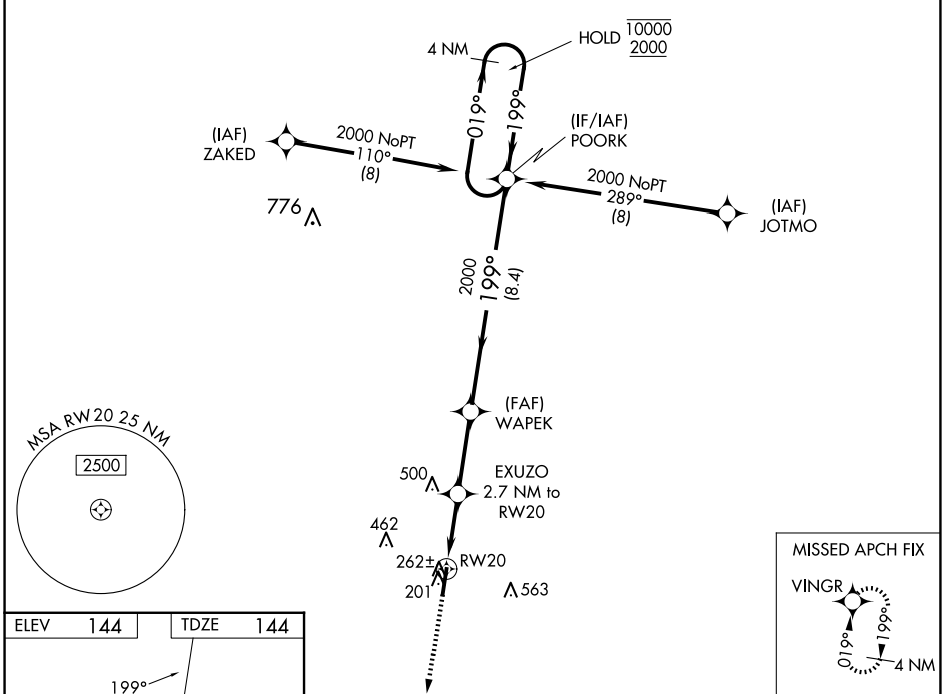 HOLD 10000
2000
4 NM
019°
199°
(IAF)
ZAKED
2000 NoPT
110°
(8)
(IF/IAF)
POORK
2000 NoPT
289°
(8)
(IAF)
JOTMO
776
2000
199°
(8.4)
(FAF)
WAPEK
MSA RW20 25 NM
2500
500
EXUZO
2.7 NM to
RW20
462
262±
RW20
201
563
MISSED APCH FIX
VINGR
019°
199°
4 NM
ELEV 144
TDZE 144
199°